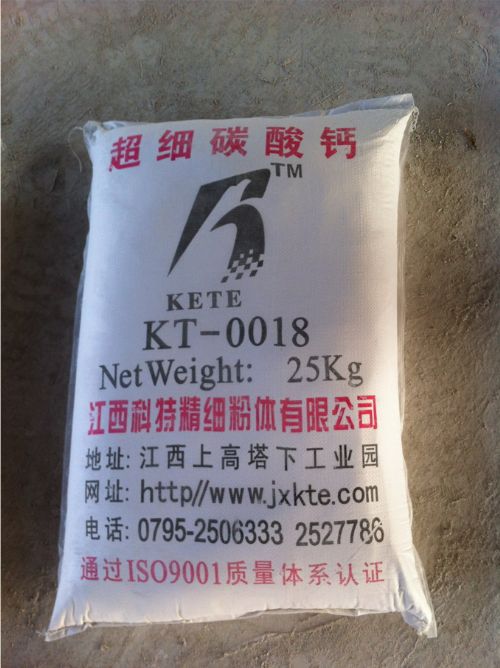 超细碳酸钙
TM
KETE
KT-0018
Net Weight: 25Kg
江西科特精细粉体有限公司
地址: 江西上高塔下工业园
网址: http//www.jxkte.com
电话: 0795-2506333 2527786
通过ISO9001质量体系认证